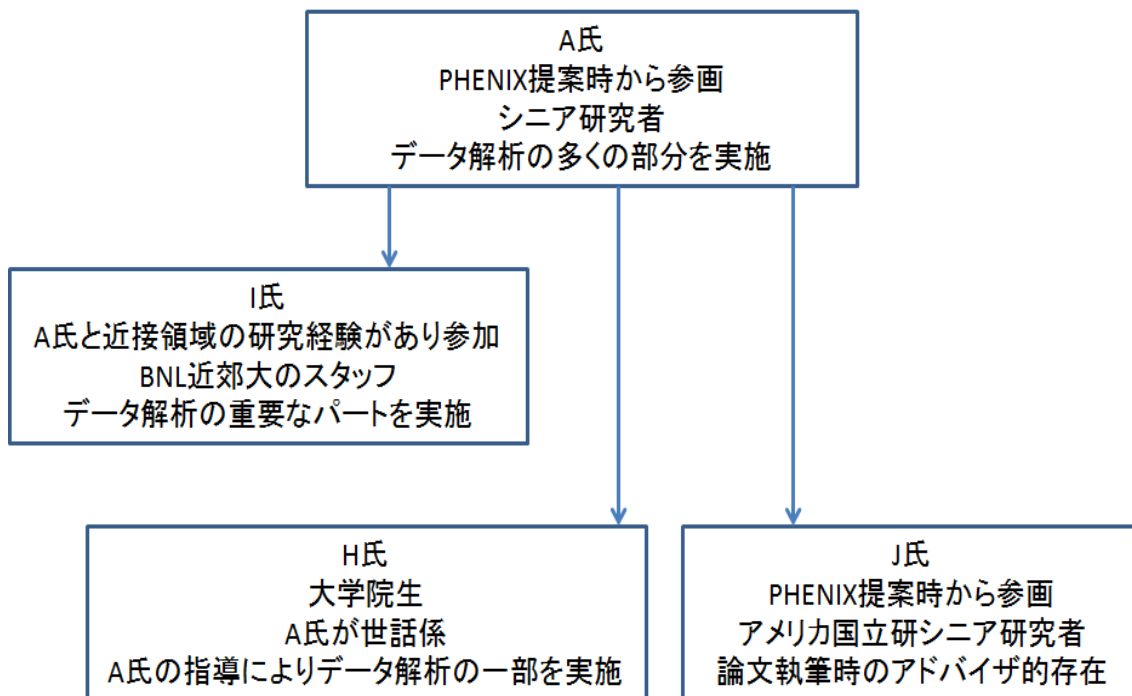 A氏
PHENIX提案時から参画
シニア研究者
データ解析の多くの部分を実施
I氏
A氏と近接領域の研究経験があり参加
BNL近郊大のスタッフ
データ解析の重要なパートを実施
H氏
大学院生
A氏が世話係
A氏の指導によりデータ解析の一部を実施
J氏
PHENIX提案時から参画
アメリカ国立研シニア研究者
論文執筆時のアドバイザ的存在